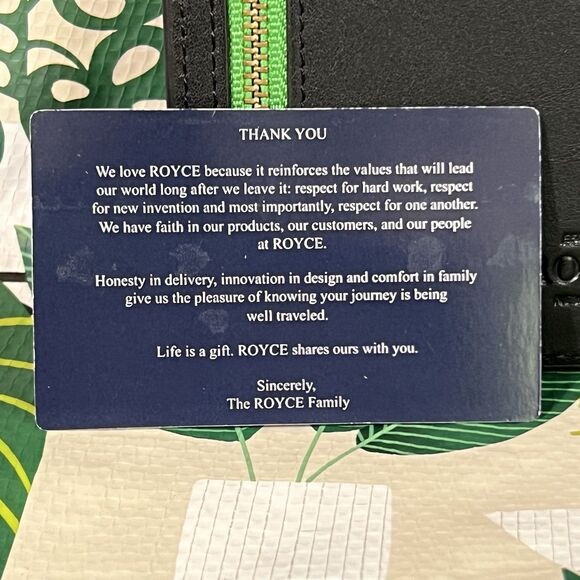 THANK YOU
We love ROYCE because it reinforces the values that will lead
our world long after we leave it: respect for hard work, respect
for new invention and most importantly, respect for one another.
We have faith in our products, our customers, and our people
at ROYCE.
Honesty in delivery, innovation in design and comfort in family
give us the pleasure of knowing your journey is being
well traveled.
Life is a gift. ROYCE shares ours with you.
Sincerely,
The ROYCE Family